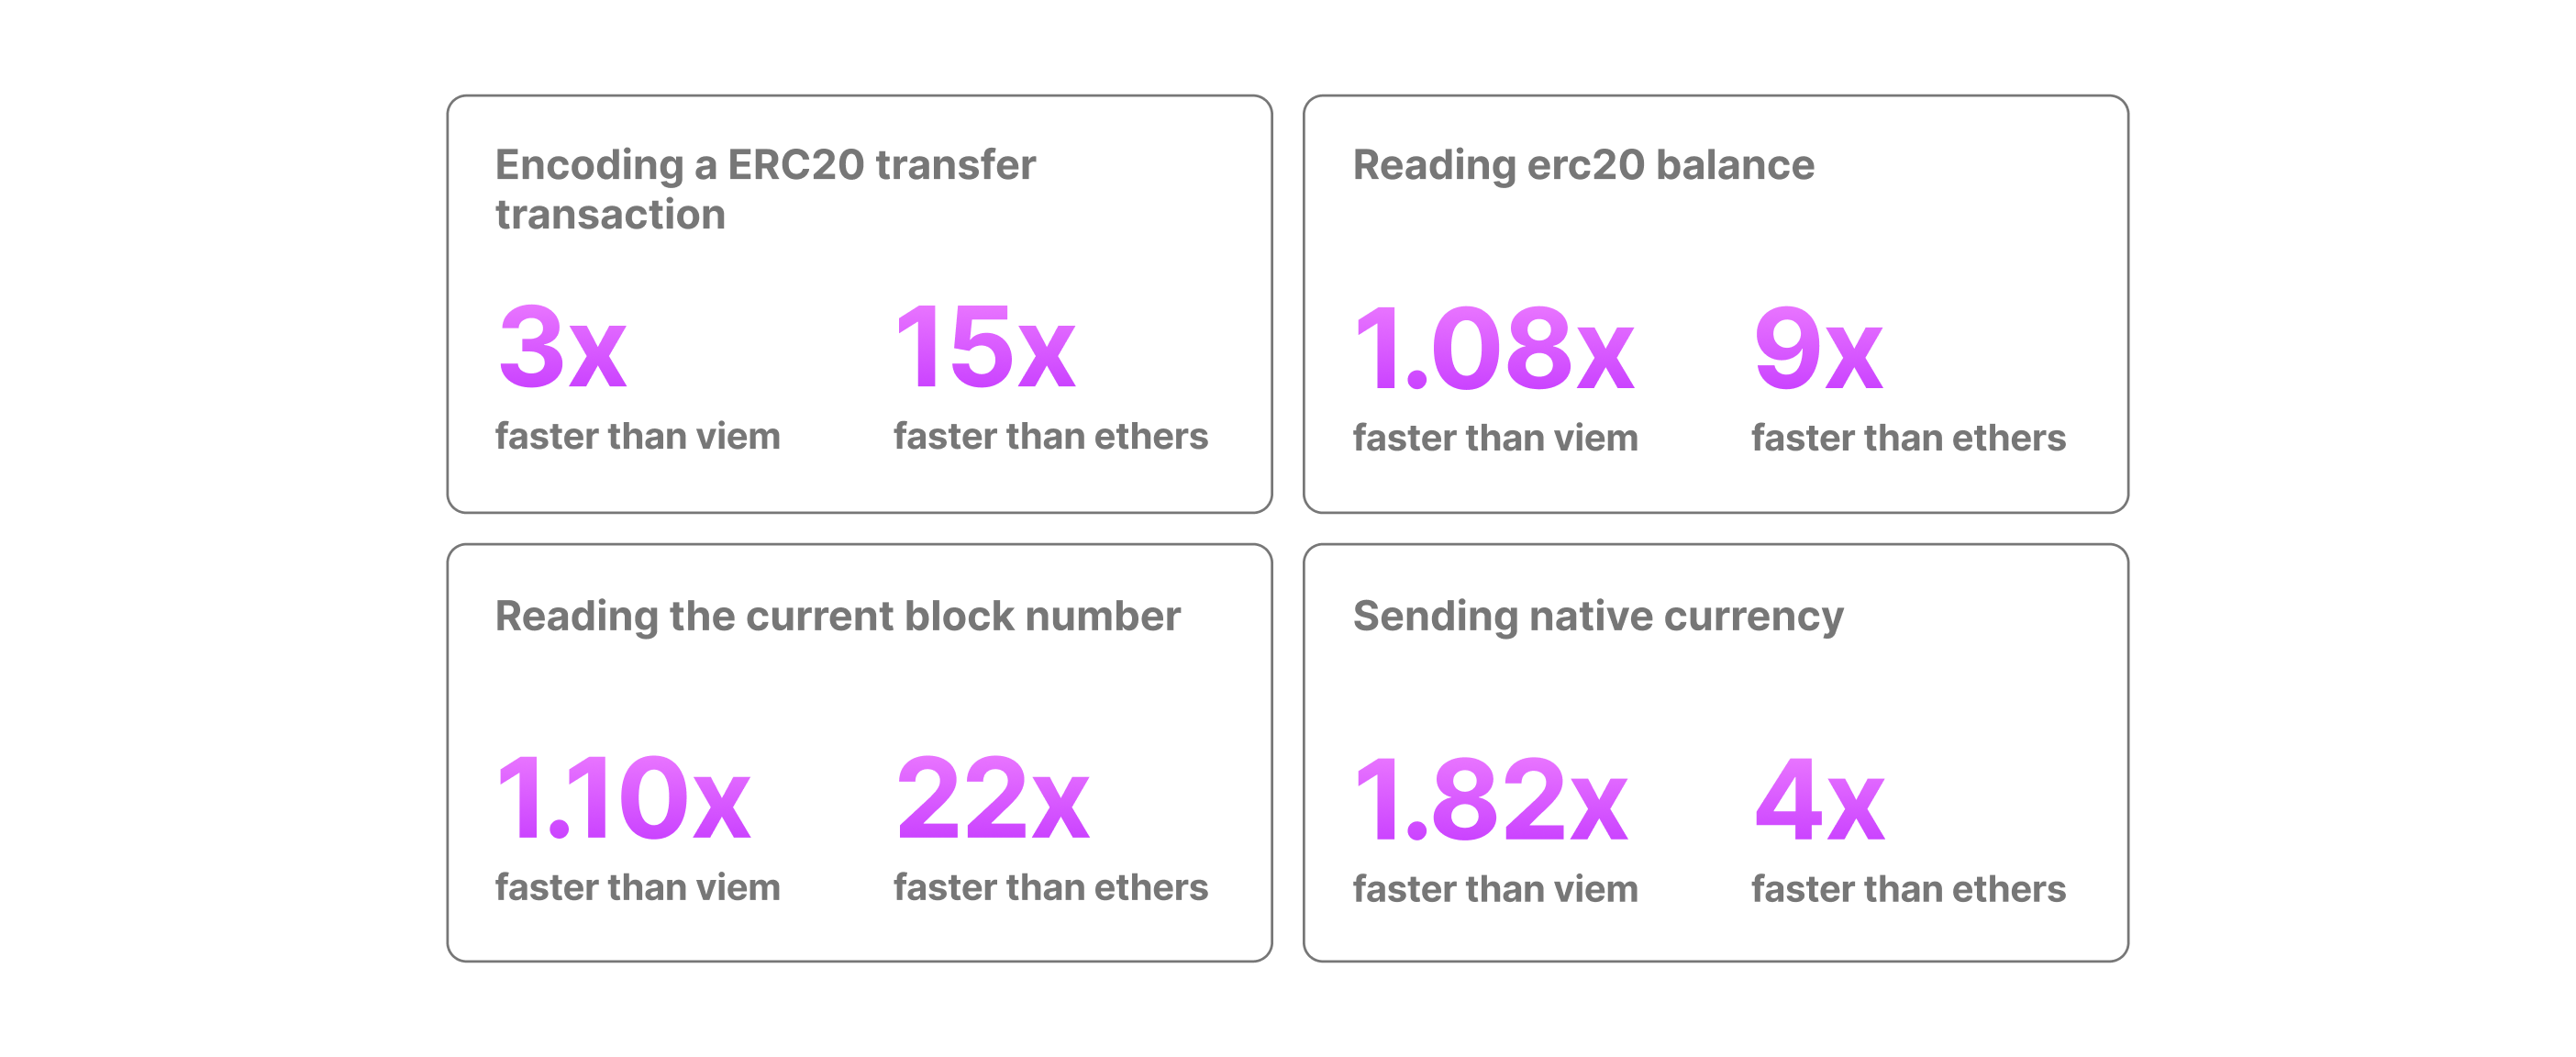 Encoding a ERC20 transfer
transaction
3x
15x
faster than viem
faster than ethers
Reading erc20 balance
1.08x
9x
faster than viem
faster than ethers
Reading the current block number
1.10x
22x
faster than viem
faster than ethers
Sending native currency
1.82x
4x
faster than viem
faster than ethers